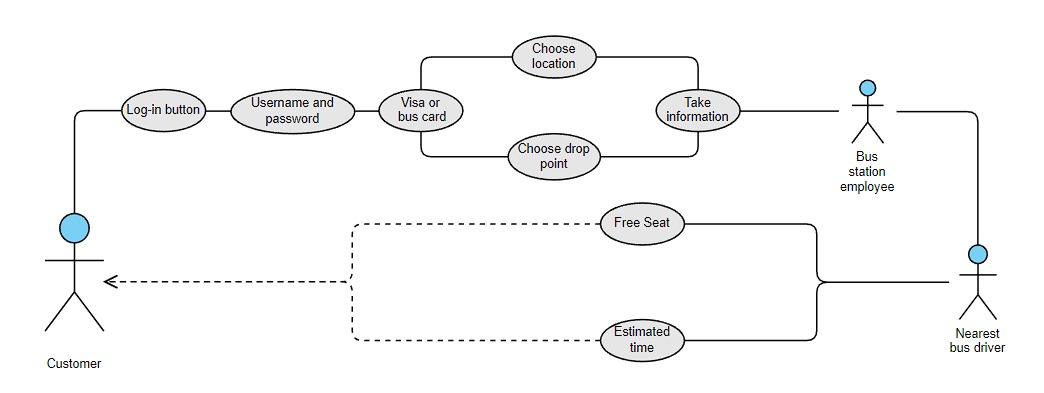 Choose
location
Log-in button
Username and
password
Visa or
bus card
Take
information
Choose drop
point
Bus
station
employee
Free Seat
Estimated
time
Nearest
bus driver
Customer